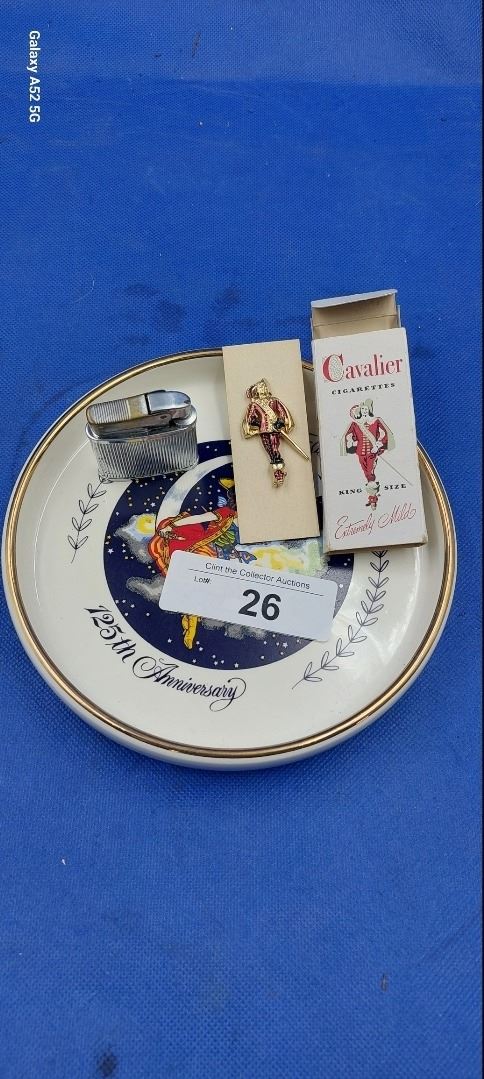 Galaxy A52 5G
Cavalier
CIGARETTES
KING SIZE
Extremely Mild
Clint the Collector Auctions
Lot#: 26
125th Anniversary